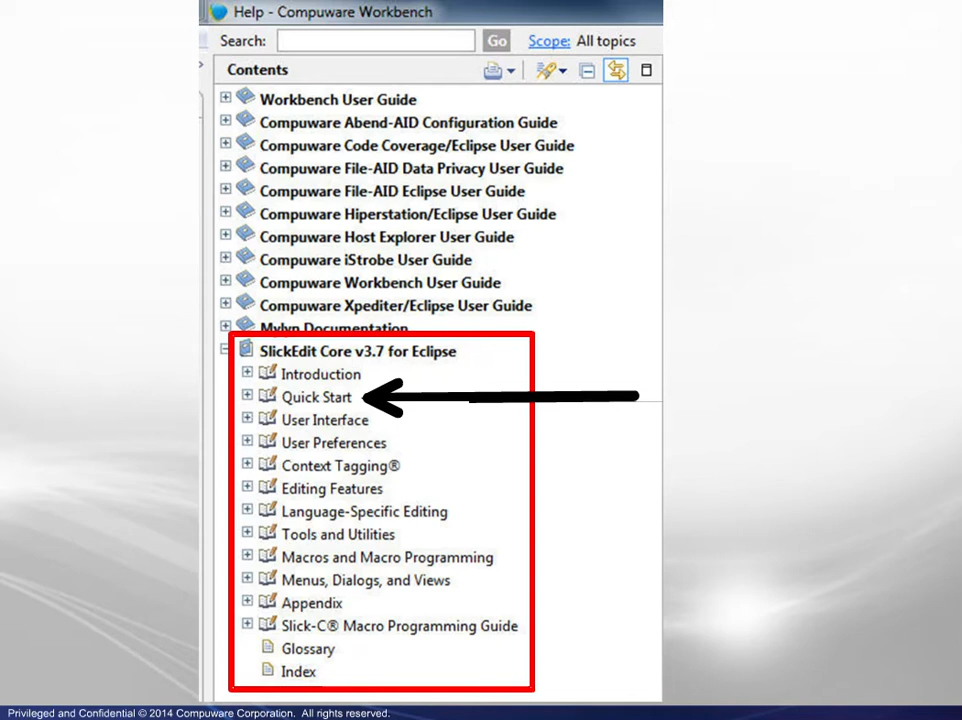 Help - Compuware Workbench
Search: Go Scope: All topics
Contents
Workbench User Guide
Compuware Abend-AID Configuration Guide
Compuware Code Coverage/Eclipse User Guide
Compuware File-AID Data Privacy User Guide
Compuware File-AID Eclipse User Guide
Compuware Hiperstation/Eclipse User Guide
Compuware Host Explorer User Guide
Compuware iStrobe User Guide
Compuware Workbench User Guide
Compuware Xpediter/Eclipse User Guide
Mylyn Documentation
SlickEdit Core v3.7 for Eclipse
Introduction
Quick Start
User Interface
User Preferences
Context Tagging®
Editing Features
Language-Specific Editing
Tools and Utilities
Macros and Macro Programming
Menus, Dialogs, and Views
Appendix
Slick-C® Macro Programming Guide
Glossary
Index
Privileged and Confidential © 2014 Compuware Corporation. All rights reserved.